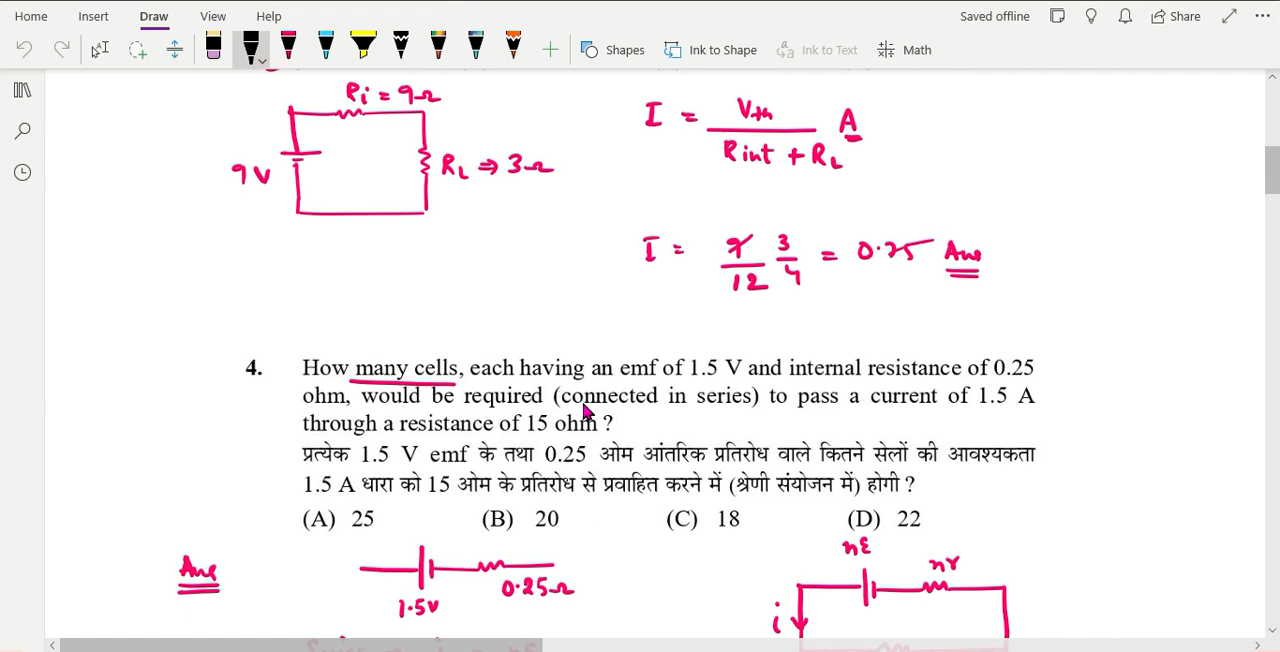 Home Insert Draw View Help Saved offline Share
Shapes Ink to Shape Ink to Text Math
Ri = 9Ω
9V
RL ⇒ 3Ω
I = Vth / Rint + RL A
I = 9/12 3/4 = 0.25 Ans
4. How many cells, each having an emf of 1.5 V and internal resistance of 0.25
ohm, would be required (connected in series) to pass a current of 1.5 A
through a resistance of 15 ohm ?
प्रत्येक 1.5 V emf के तथा 0.25 ओम आंतरिक प्रतिरोध वाले कितने सेलों की आवश्यकता
1.5 A धारा को 15 ओम के प्रतिरोध से प्रवाहित करने में (श्रेणी संयोजन में) होगी ?
(A) 25 (B) 20 (C) 18 (D) 22
Ans
1.5V
0.25Ω
nE
nr
i